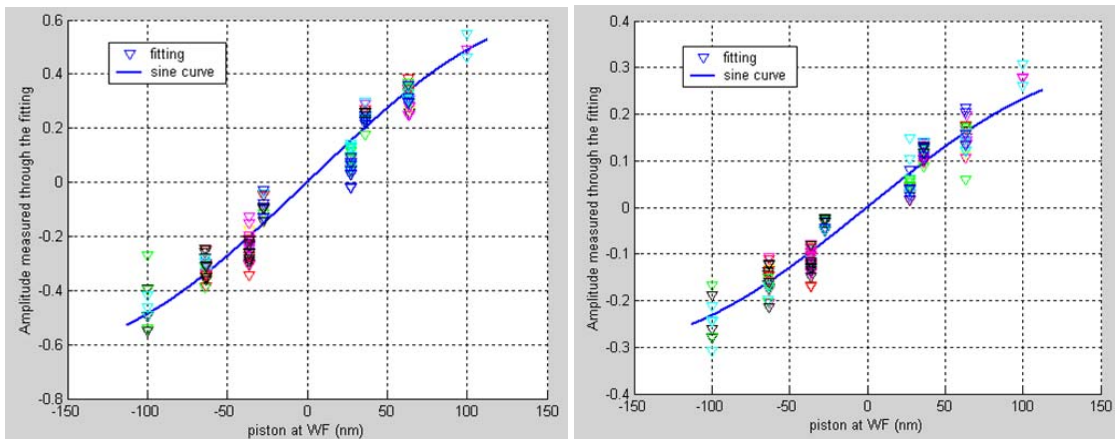 0.6
0.4
0.2
0
-0.2
-0.4
-0.6
-0.8
Amplitude measured through the fitting
fitting
sine curve
-150 -100 -50 0 50 100 150
piston at WF (nm)
0.4
0.3
0.2
0.1
0
-0.1
-0.2
-0.3
-0.4
Amplitude measured through the fitting
fitting
sine curve
-150 -100 -50 0 50 100 150
piston at WF (nm)